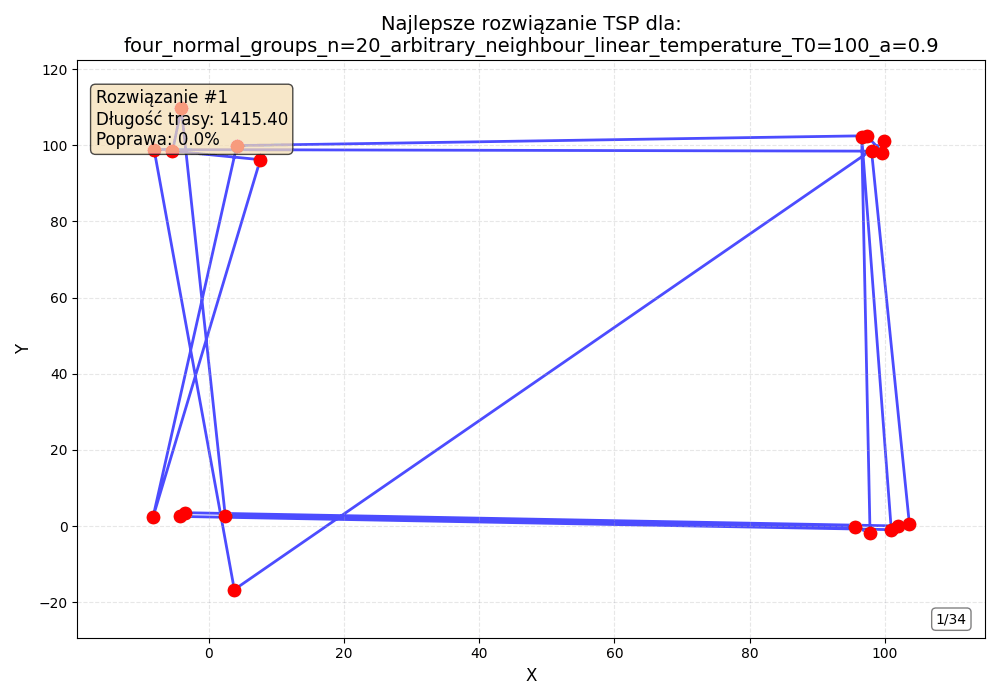 Najlepsze rozwiązanie TSP dla:
four_normal_groups_n=20_arbitrary_neighbour_linear_temperature_T0=100_a=0.9
Rozwiązanie #1
Długość trasy: 1415.40
Poprawa: 0.0%
120
100
80
60
40
20
0
−20
Y
0
20
40
60
80
100
X
1/34